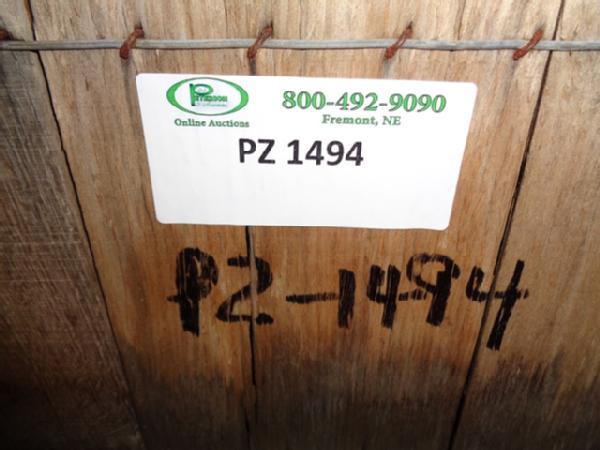 800-492-9090
Online Auctions
Fremont, NE
PZ 1494
PZ-1494